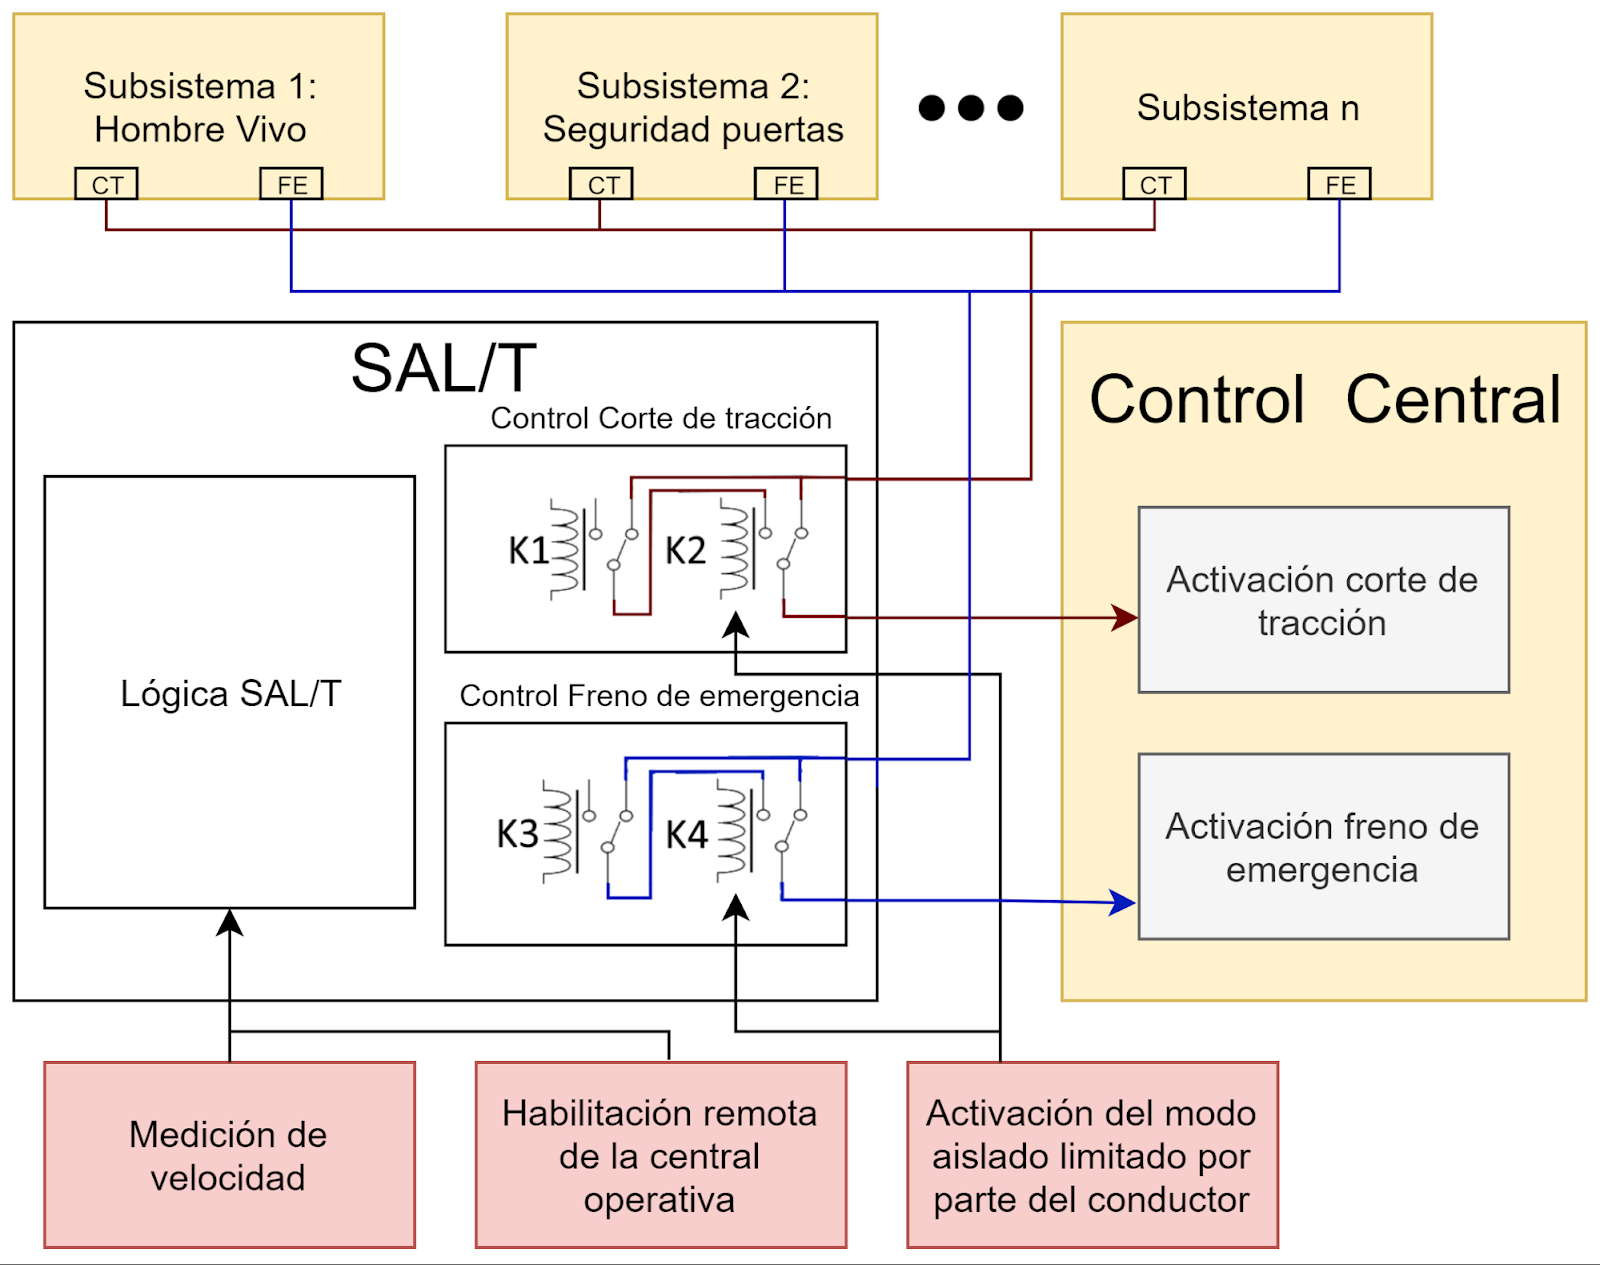 Subsistema 1:
Hombre Vivo
CT
FE
Subsistema 2:
Seguridad puertas
CT
FE
Subsistema n
CT
FE
SAL/T
Control Corte de tracción
K1
K2
Lógica SAL/T
Control Freno de emergencia
K3
K4
Control Central
Activación corte de
tracción
Activación freno de
emergencia
Medición de
velocidad
Habilitación remota
de la central
operativa
Activación del modo
aislado limitado por
parte del conductor